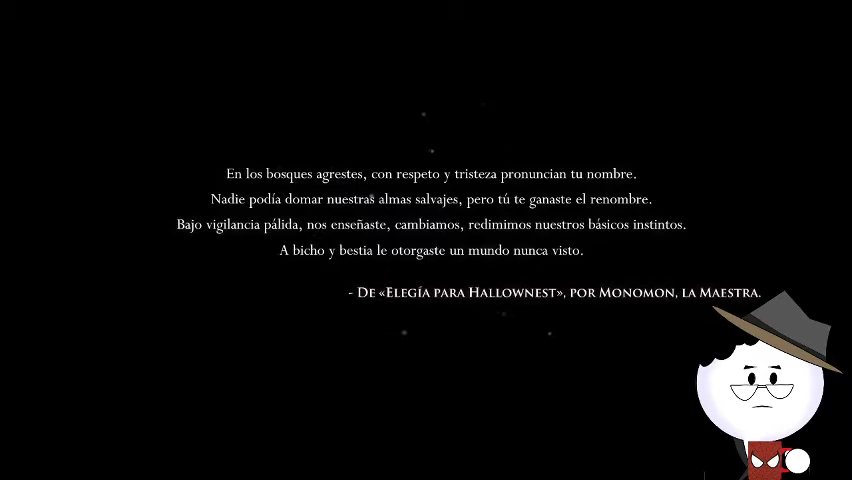 En los bosques agrestes, con respeto y tristeza pronuncian tu nombre.
Nadie podía domar nuestras almas salvajes, pero tú te ganaste el renombre.
Bajo vigilancia pálida, nos enseñaste, cambiamos, redimimos nuestros básicos instintos.
A bicho y bestia le otorgaste un mundo nunca visto.
- De «Elegía para Hallownest», por Monomon, la Maestra.